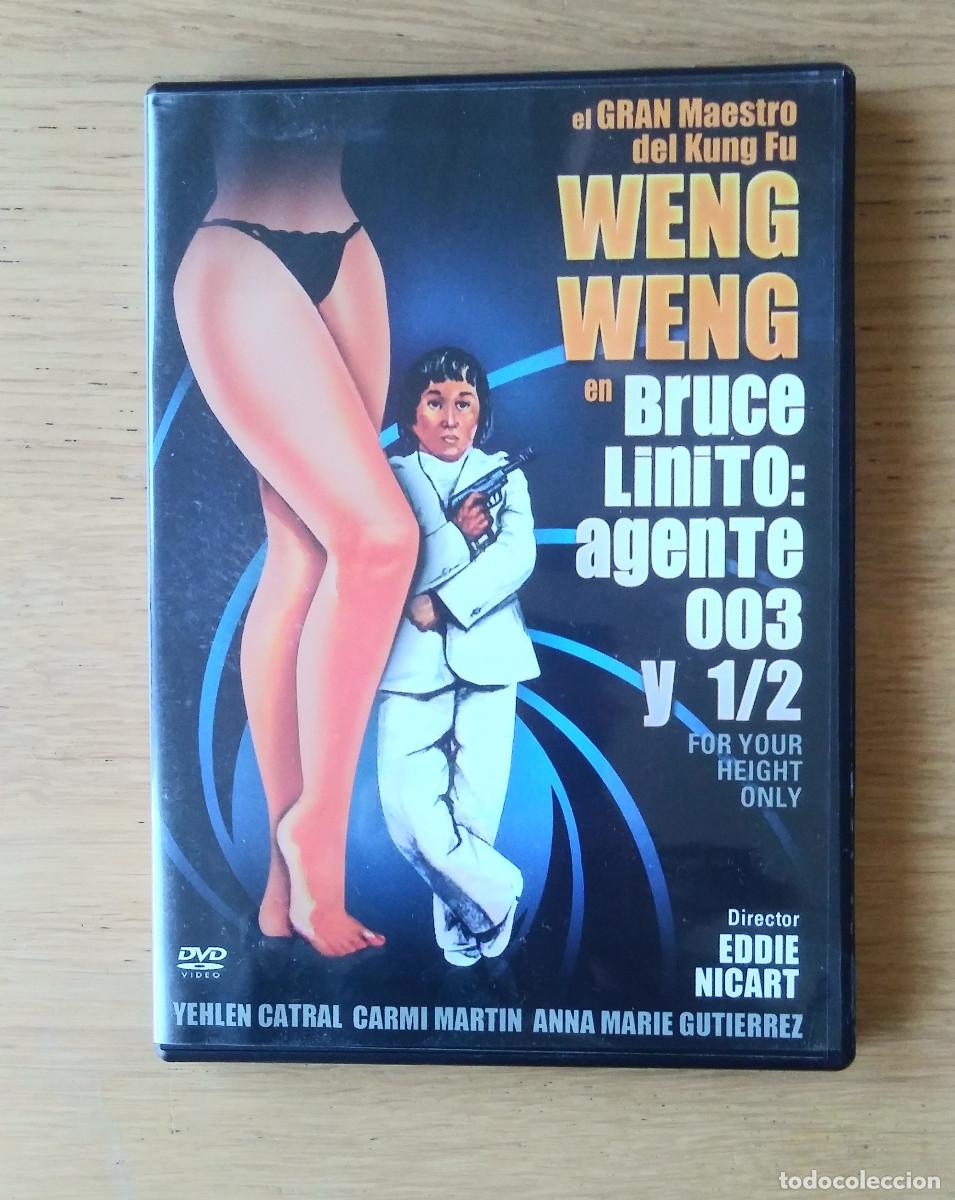 el GRAN Maestro
del Kung Fu
WENG
WENG
en Bruce
LiniTO:
agenTe
003
y 1/2
FOR YOUR
HEIGHT
ONLY
Director
EDDIE
NICART
DVD
VIDEO
YEHLEN CATRAL CARMI MARTIN ANNA MARIE GUTIERREZ
todocoleccion